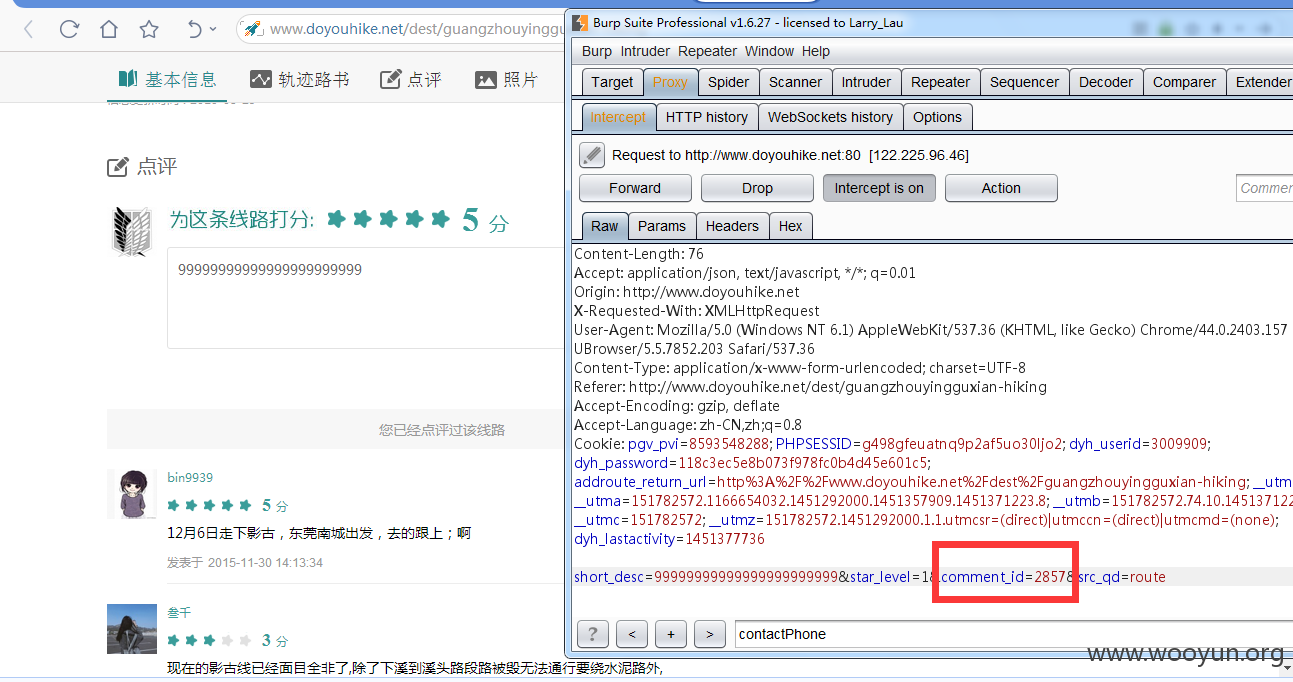 www.doyouhike.net/dest/guangzhouyinggu
基本信息 轨迹路书 点评 照片
点评
为这条线路打分: 5 分
99999999999999999999999
您已经点评过该线路
bin9939
5 分
12月6日走下影古，东莞南城出发，去的跟上；啊
发表于 2015-11-30 14:13:34
叁千
3 分
现在的影古线已经面目全非了,除了下溪到溪头路段路被毁无法通行要绕水泥路外,
Burp Suite Professional v1.6.27 - licensed to Larry_Lau
Burp Intruder Repeater Window Help
Target Proxy Spider Scanner Intruder Repeater Sequencer Decoder Comparer Extender
Intercept HTTP history WebSockets history Options
Request to http://www.doyouhike.net:80 [122.225.96.46]
Forward Drop Intercept is on Action Commen
Raw Params Headers Hex
Content-Length: 76
Accept: application/json, text/javascript, */*; q=0.01
Origin: http://www.doyouhike.net
X-Requested-With: XMLHttpRequest
User-Agent: Mozilla/5.0 (Windows NT 6.1) AppleWebKit/537.36 (KHTML, like Gecko) Chrome/44.0.2403.157
UBrowser/5.5.7852.203 Safari/537.36
Content-Type: application/x-www-form-urlencoded; charset=UTF-8
Referer: http://www.doyouhike.net/dest/guangzhouyingguxian-hiking
Accept-Encoding: gzip, deflate
Accept-Language: zh-CN,zh;q=0.8
Cookie: pgv_pvi=8593548288; PHPSESSID=g498gfeuatnq9p2af5uo30ljo2; dyh_userid=3009909;
dyh_password=118c3ec5e8b073f978fc0b4d45e601c5;
addroute_return_url=http%3A%2F%2Fwww.doyouhike.net%2Fdest%2Fguangzhouyingguxian-hiking; __utm
__utma=151782572.1166654032.1451292000.1451357909.1451371223.8; __utmb=151782572.74.10.145137122
__utmc=151782572; __utmz=151782572.1451292000.1.1.utmcsr=(direct)|utmccn=(direct)|utmcmd=(none);
dyh_lastactivity=1451377736
short_desc=99999999999999999999999&star_level=1&comment_id=2857&src_qd=route
? < + > contactPhone
www.wooyun.org